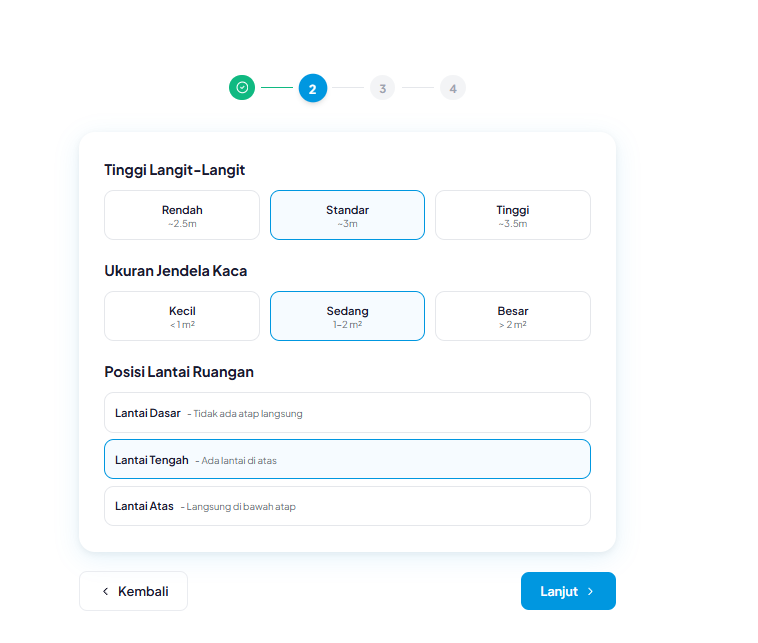 2
3
4
Tinggi Langit-Langit
Rendah
~2.5m
Standar
~3m
Tinggi
~3.5m
Ukuran Jendela Kaca
Kecil
< 1 m²
Sedang
1-2 m²
Besar
> 2 m²
Posisi Lantai Ruangan
Lantai Dasar - Tidak ada atap langsung
Lantai Tengah - Ada lantai di atas
Lantai Atas - Langsung di bawah atap
Kembali
Lanjut